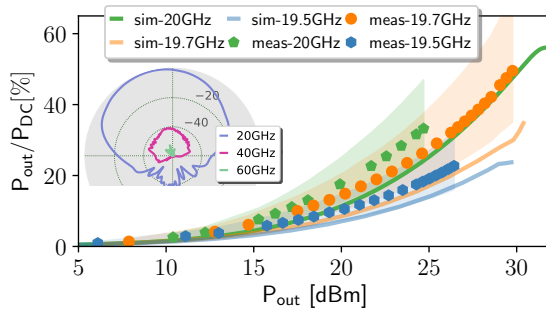 sim-20GHz sim-19.5GHz meas-19.7GHz
sim-19.7GHz meas-20GHz meas-19.5GHz
60
40
20
0
P_out/P_DC[%]
−20
−40
20GHz
40GHz
60GHz
5 10 15 20 25 30
P_out [dBm]